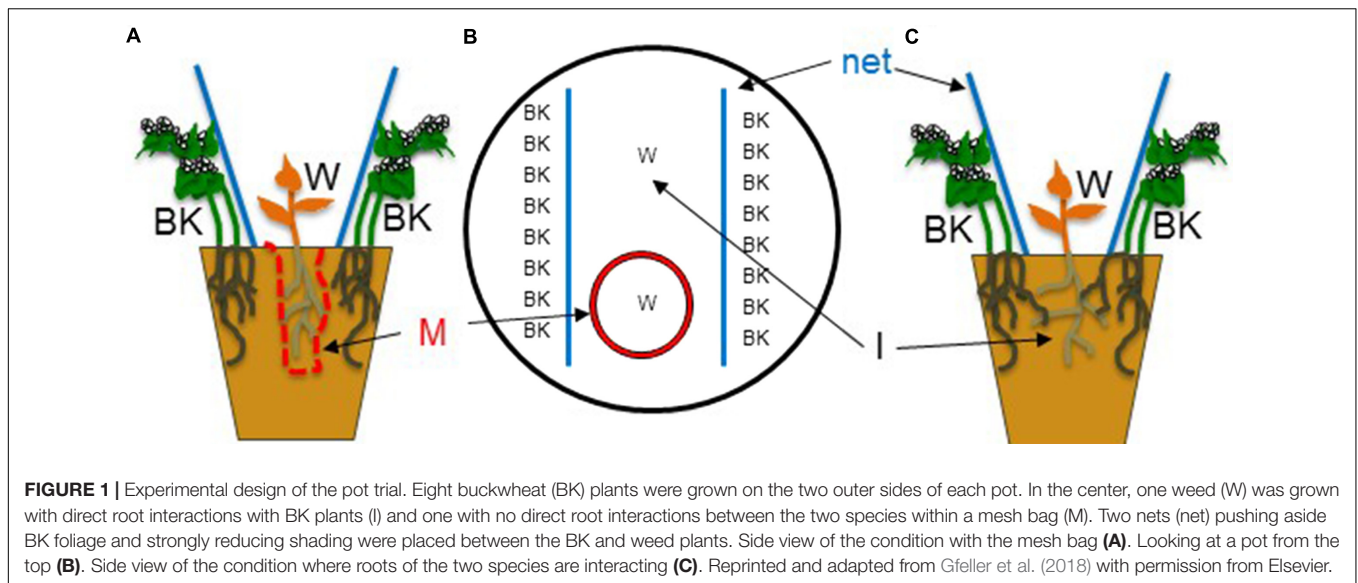 A
B
C
net
W
BK
BK
M
BK
BK
BK
BK
BK
BK
BK
BK
W
W
BK
BK
BK
BK
BK
BK
BK
BK
I
W
BK
BK
FIGURE 1 | Experimental design of the pot trial. Eight buckwheat (BK) plants were grown on the two outer sides of each pot. In the center, one weed (W) was grown
with direct root interactions with BK plants (I) and one with no direct root interactions between the two species within a mesh bag (M). Two nets (net) pushing aside
BK foliage and strongly reducing shading were placed between the BK and weed plants. Side view of the condition with the mesh bag (A). Looking at a pot from the
top (B). Side view of the condition where roots of the two species are interacting (C). Reprinted and adapted from Gfeller et al. (2018) with permission from Elsevier.